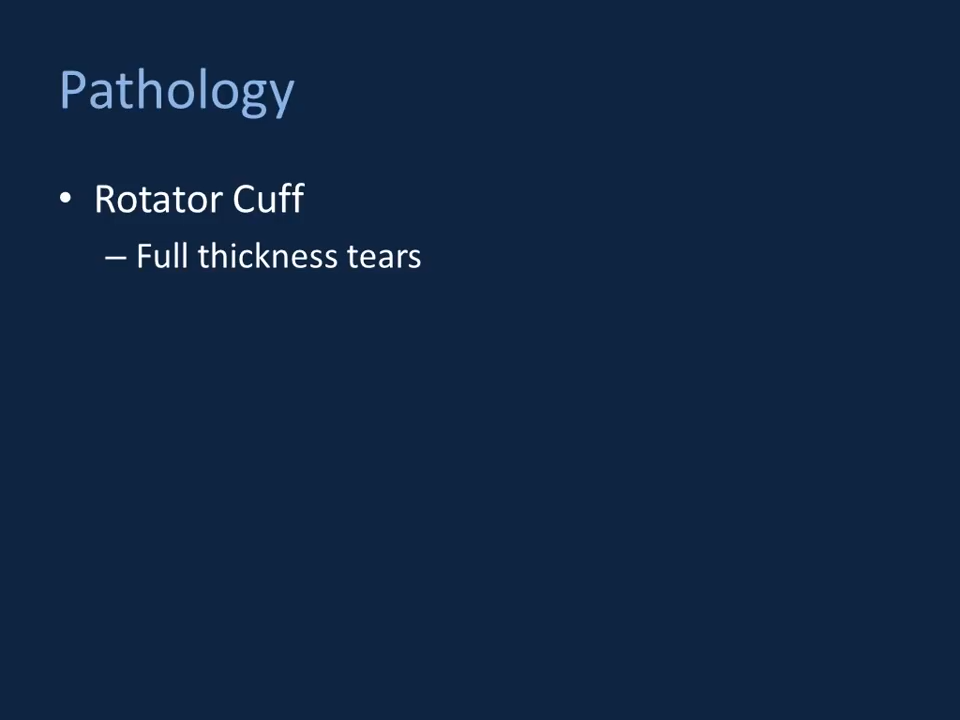 Pathology
• Rotator Cuff
– Full thickness tears